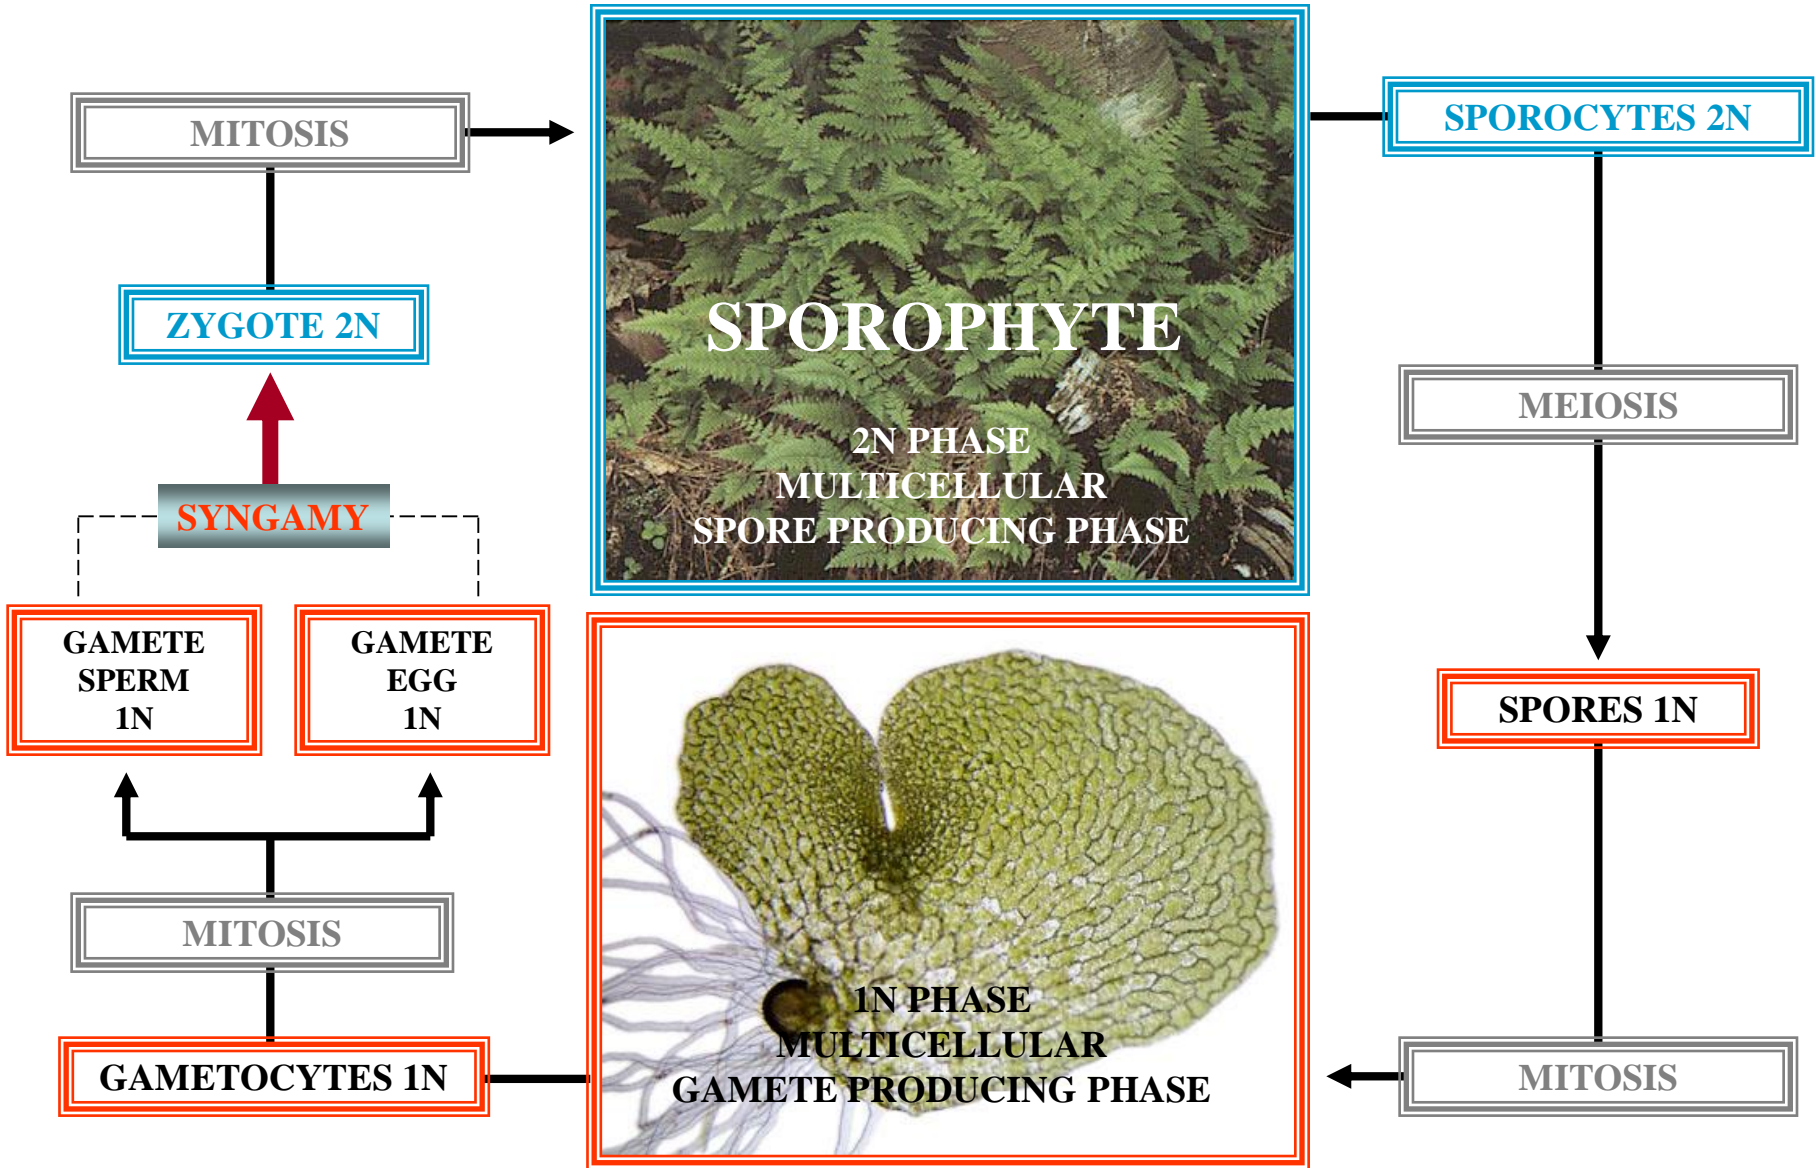 MITOSIS
SPOROCYTES 2N
ZYGOTE 2N
SPOROPHYTE
2N PHASE
MULTICELLULAR
SPORE PRODUCING PHASE
MEIOSIS
SYNGAMY
GAMETE
SPERM
1N
GAMETE
EGG
1N
SPORES 1N
MITOSIS
1N PHASE
MULTICELLULAR
GAMETE PRODUCING PHASE
GAMETOCYTES 1N
MITOSIS